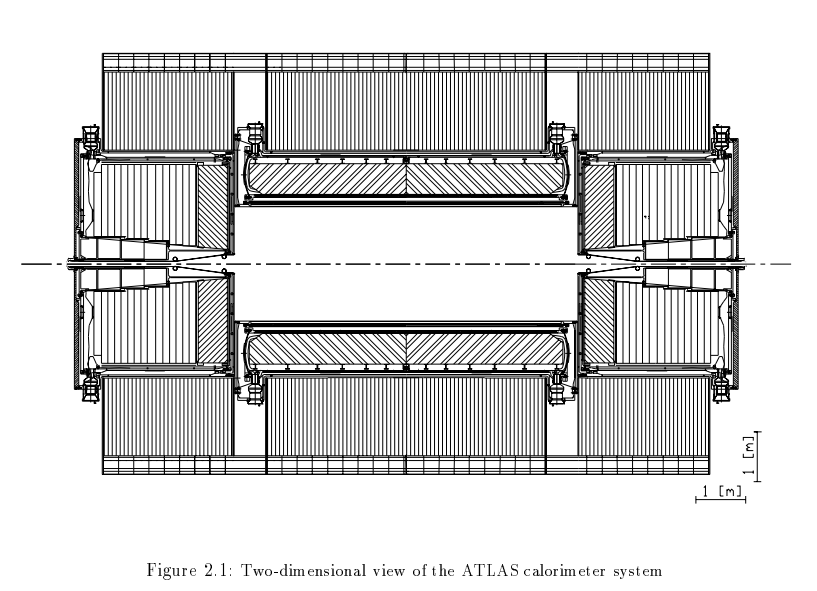 1 [m]
1 [m]
Figure 2.1: Two-dimensional view of the ATLAS calorimeter system